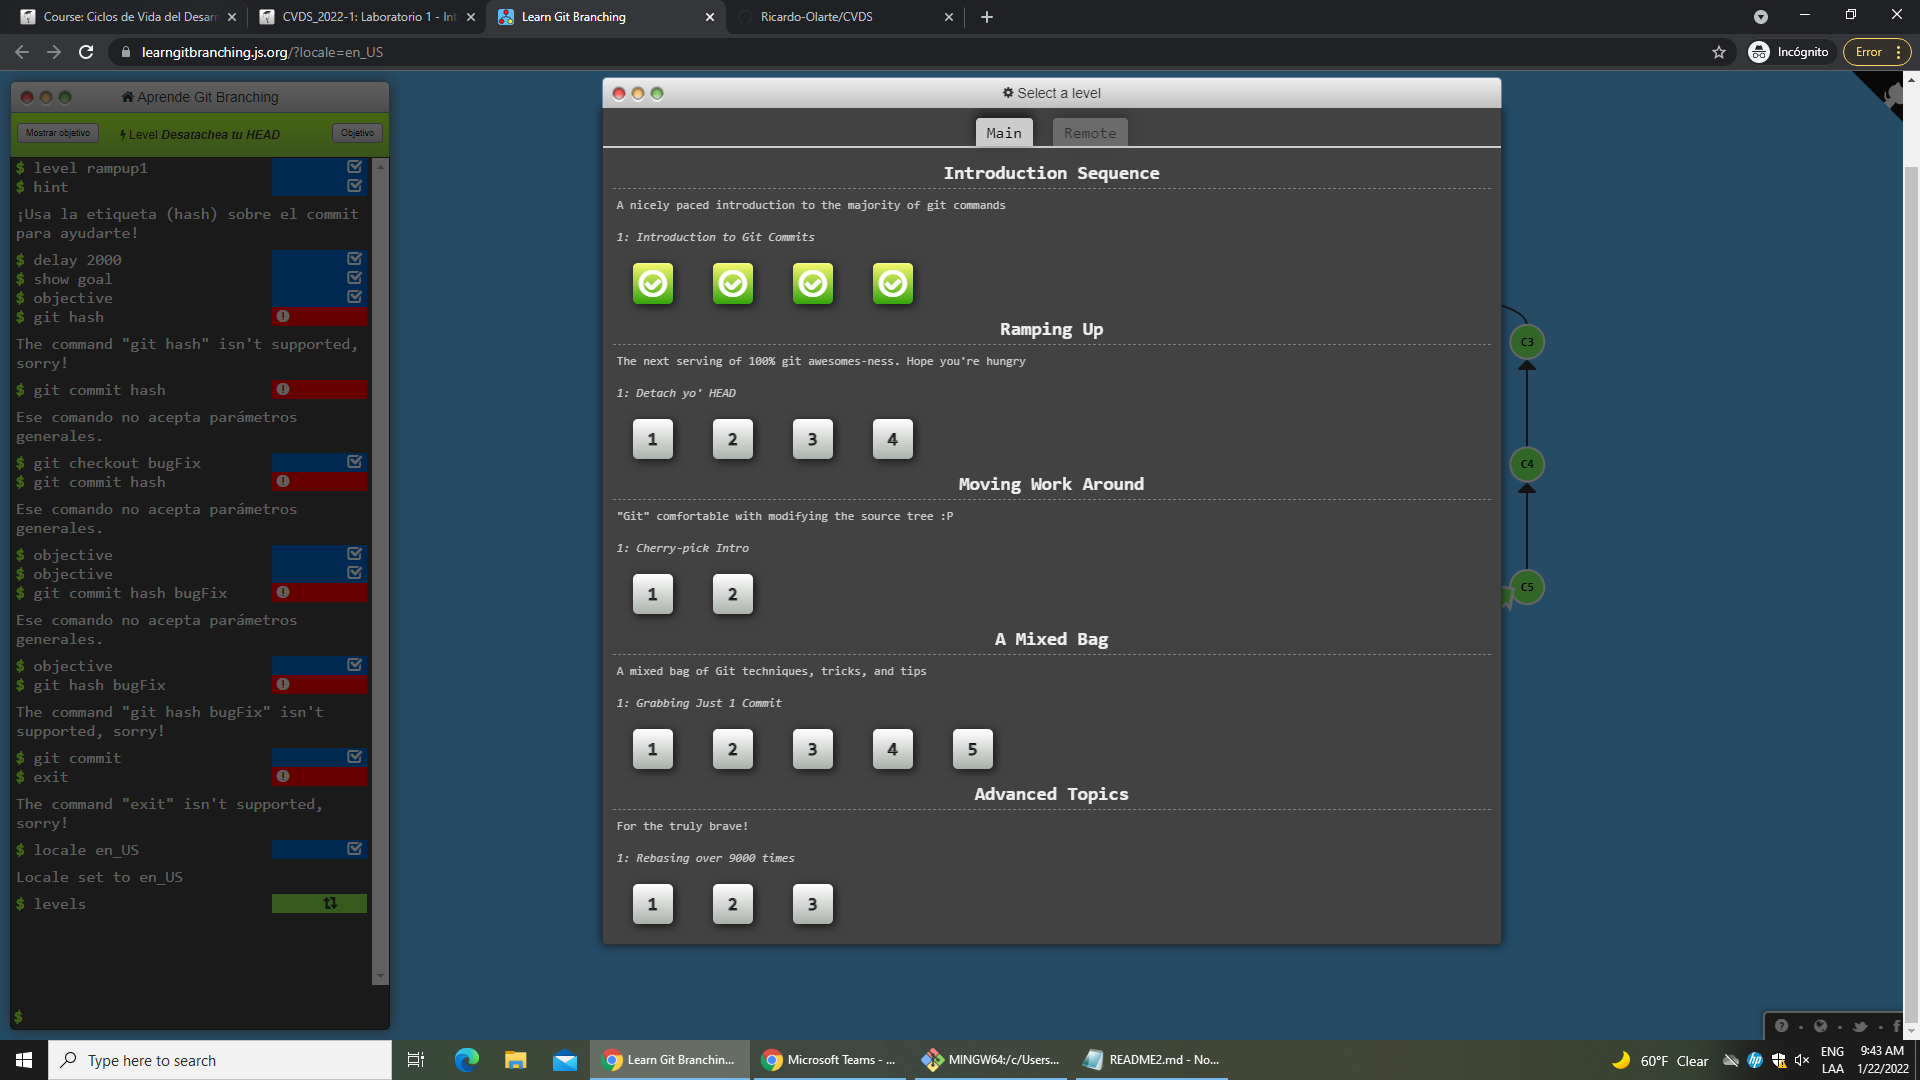 Course: Ciclos de Vida del Desarr
CVDS_2022-1: Laboratorio 1 - Int
Learn Git Branching
Ricardo-Olarte/CVDS
learngitbranching.js.org/?locale=en_US
Incógnito
Error
Aprende Git Branching
Mostrar objetivo
Level Desatachea tu HEAD
Objetivo
$ level rampup1
$ hint
¡Usa la etiqueta (hash) sobre el commit
para ayudarte!
$ delay 2000
$ show goal
$ objective
$ git hash
The command "git hash" isn't supported,
sorry!
$ git commit hash
Ese comando no acepta parámetros
generales.
$ git checkout bugFix
$ git commit hash
Ese comando no acepta parámetros
generales.
$ objective
$ objective
$ git commit hash bugFix
Ese comando no acepta parámetros
generales.
$ objective
$ git hash bugFix
The command "git hash bugFix" isn't
supported, sorry!
$ git commit
$ exit
The command "exit" isn't supported,
sorry!
$ locale en_US
Locale set to en_US
$ levels
$
Select a level
Main
Remote
Introduction Sequence
A nicely paced introduction to the majority of git commands
1: Introduction to Git Commits
Ramping Up
The next serving of 100% git awesomes-ness. Hope you're hungry
1: Detach yo' HEAD
1 2 3 4
Moving Work Around
"Git" comfortable with modifying the source tree :P
1: Cherry-pick Intro
1 2
A Mixed Bag
A mixed bag of Git techniques, tricks, and tips
1: Grabbing Just 1 Commit
1 2 3 4 5
Advanced Topics
For the truly brave!
1: Rebasing over 9000 times
1 2 3
C3
C4
C5
Type here to search
Learn Git Branchin...
Microsoft Teams - ...
MINGW64:/c/Users...
README2.md - No...
60°F Clear
ENG
LAA
9:43 AM
1/22/2022